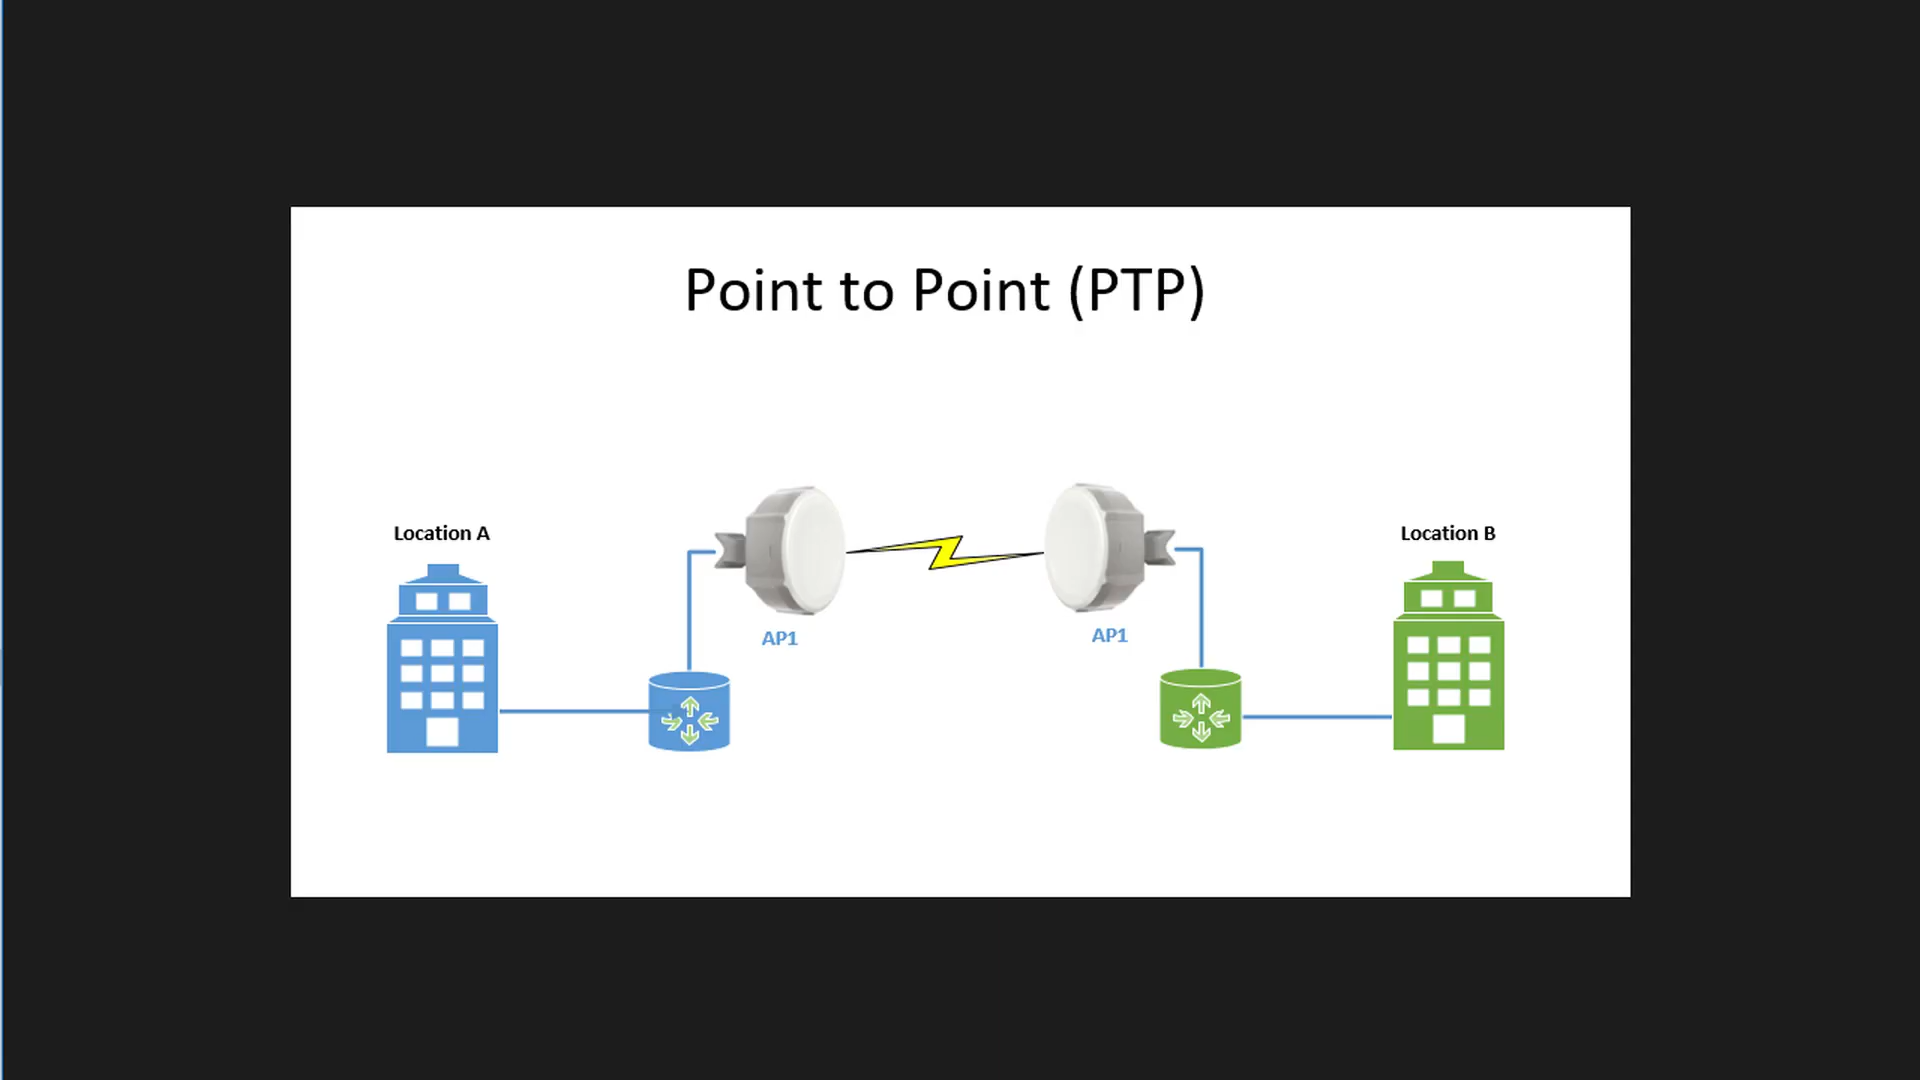 Point to Point (PTP)
Location A
Location B
AP1
AP1